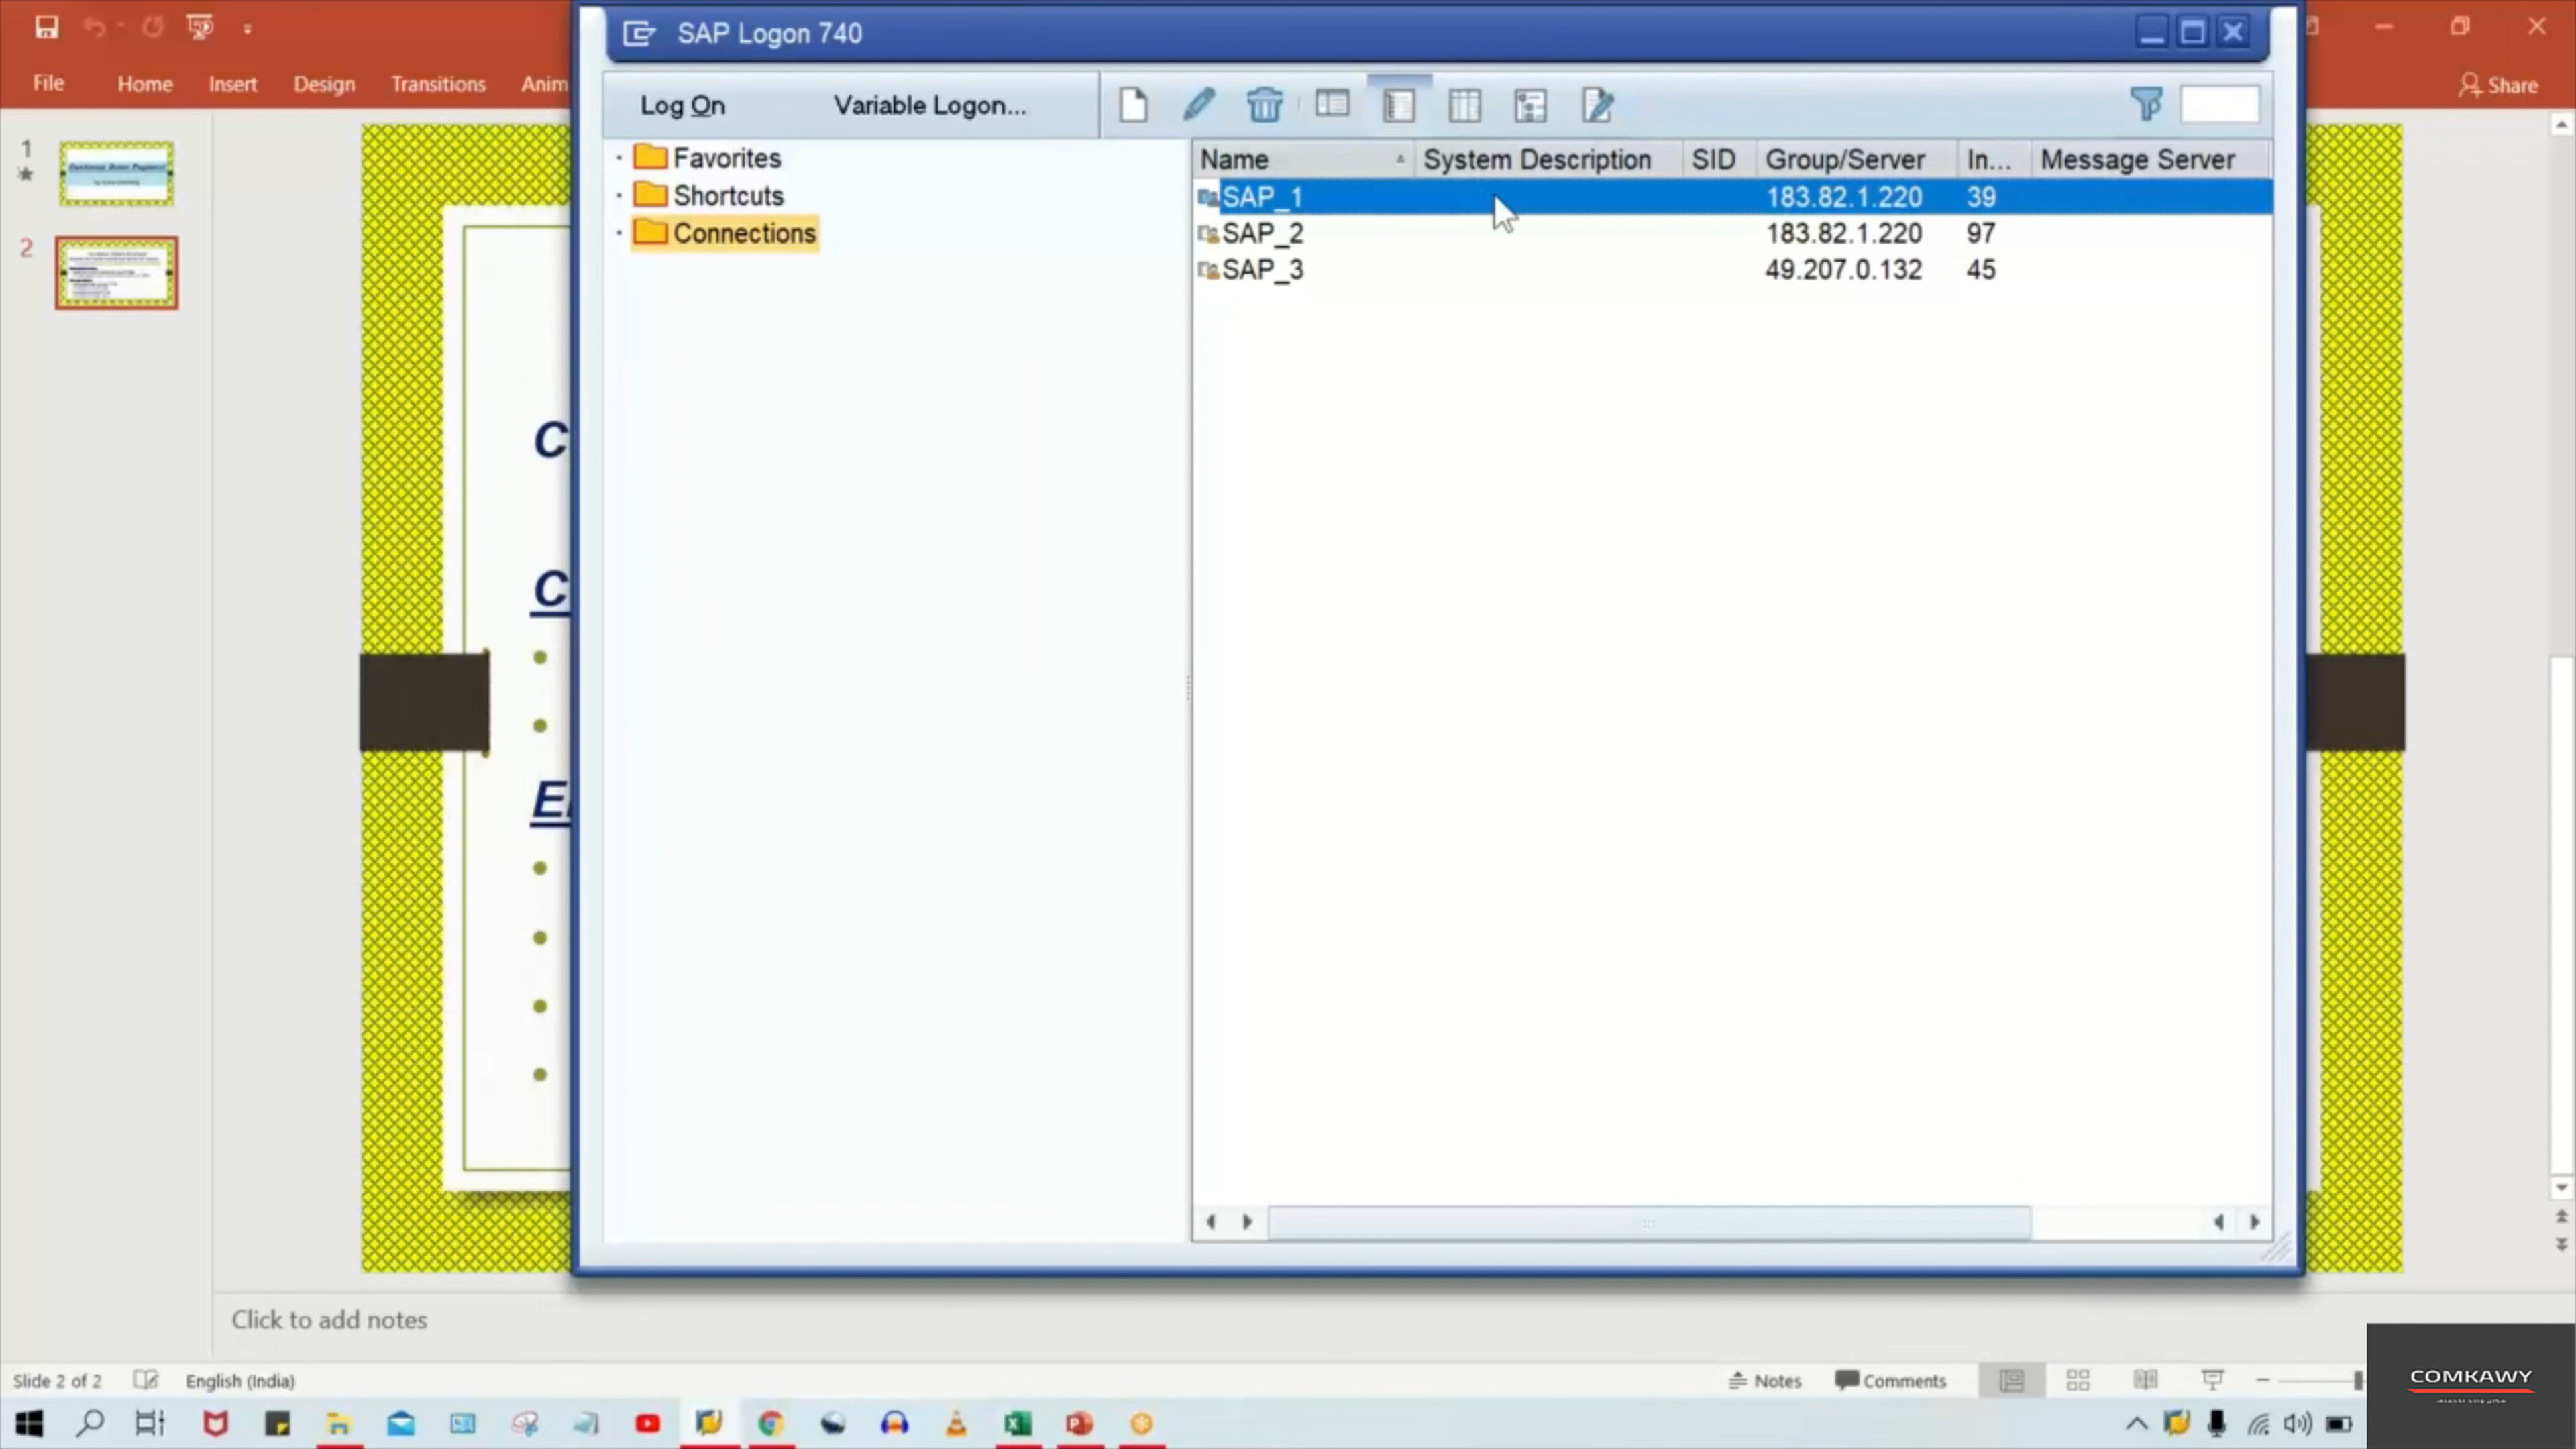 SAP Logon 740
File Home Insert Design Transitions Anim
Share
Log On Variable Logon...
Favorites
Shortcuts
Connections
Name System Description SID Group/Server In... Message Server
SAP_1 183.82.1.220 39
SAP_2 183.82.1.220 97
SAP_3 49.207.0.132 45
1
2
C
C
Click to add notes
Slide 2 of 2 English (India) Notes Comments
COMKAWY